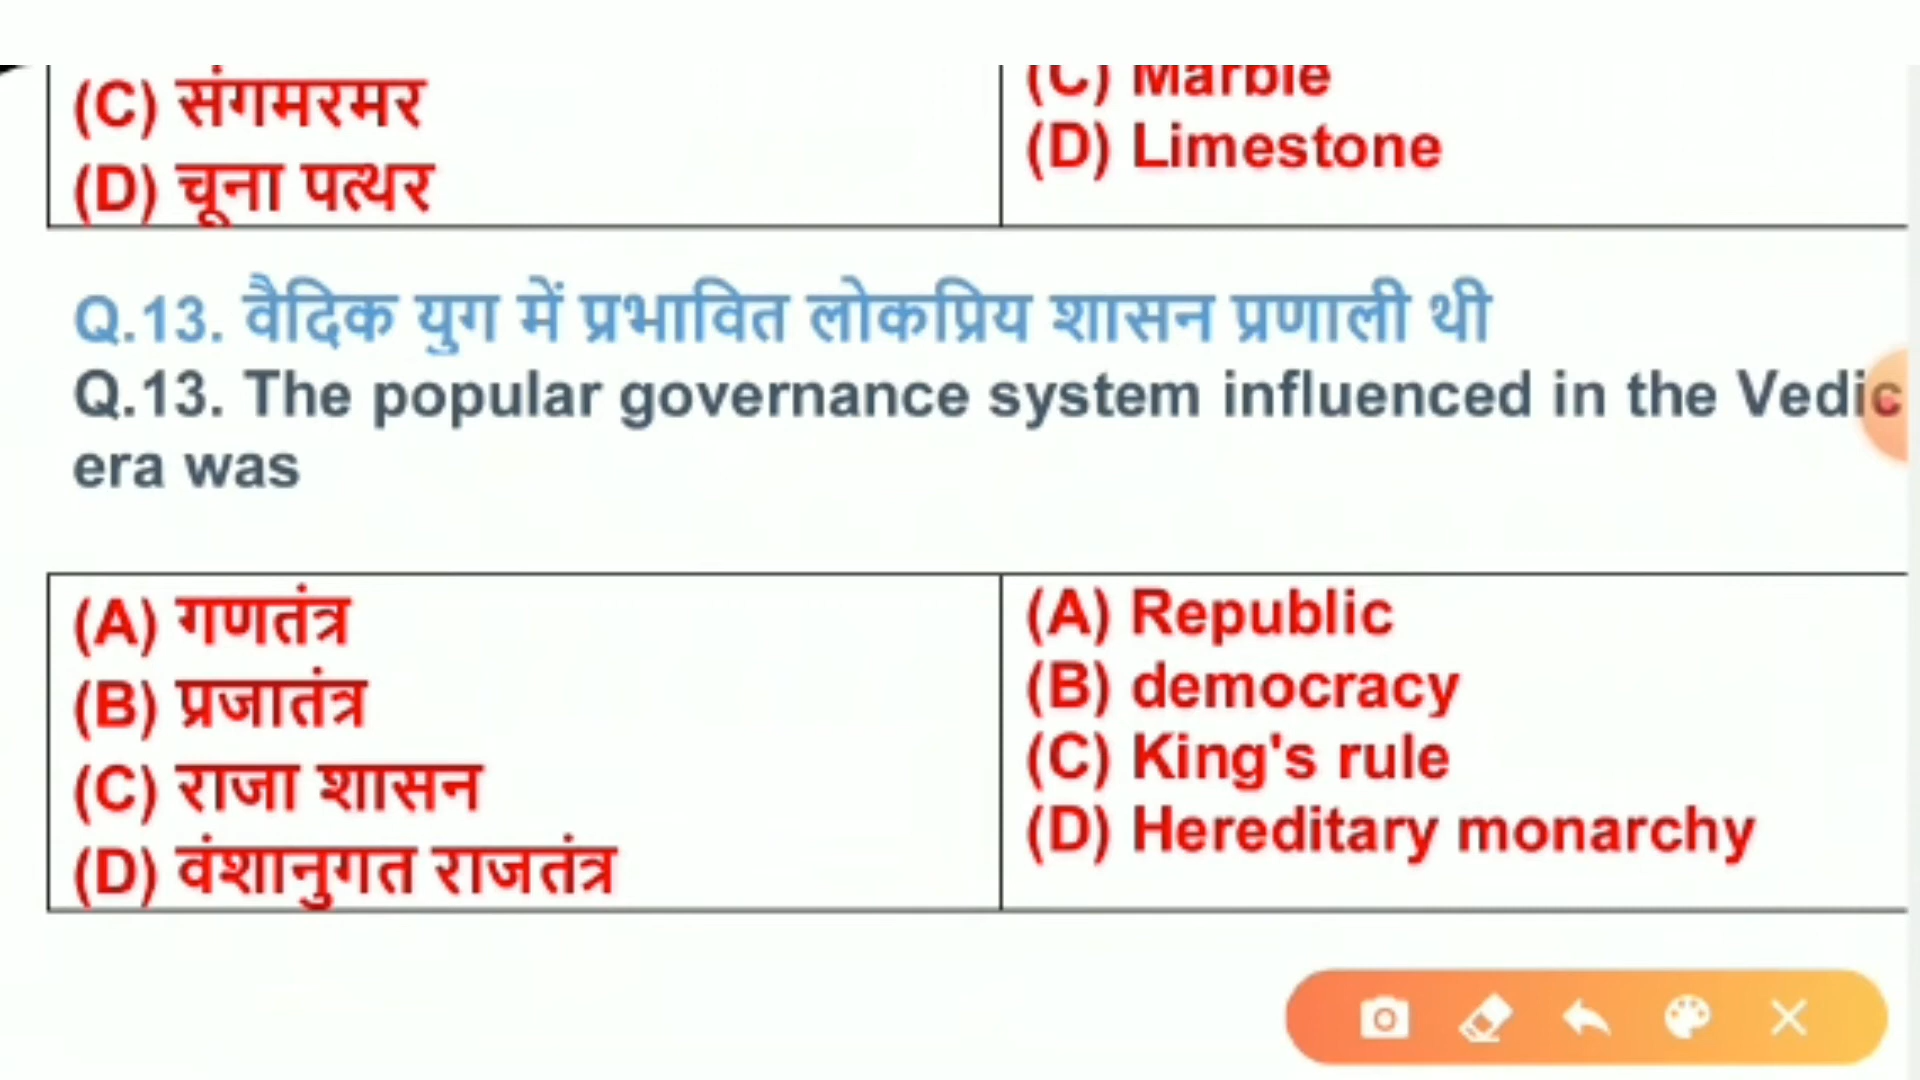 (C) संगमरमर
(D) चूना पत्थर
(C) Marble
(D) Limestone
Q.13. वैदिक युग में प्रभावित लोकप्रिय शासन प्रणाली थी
Q.13. The popular governance system influenced in the Vedic
era was
(A) गणतंत्र
(B) प्रजातंत्र
(C) राजा शासन
(D) वंशानुगत राजतंत्र
(A) Republic
(B) democracy
(C) King's rule
(D) Hereditary monarchy